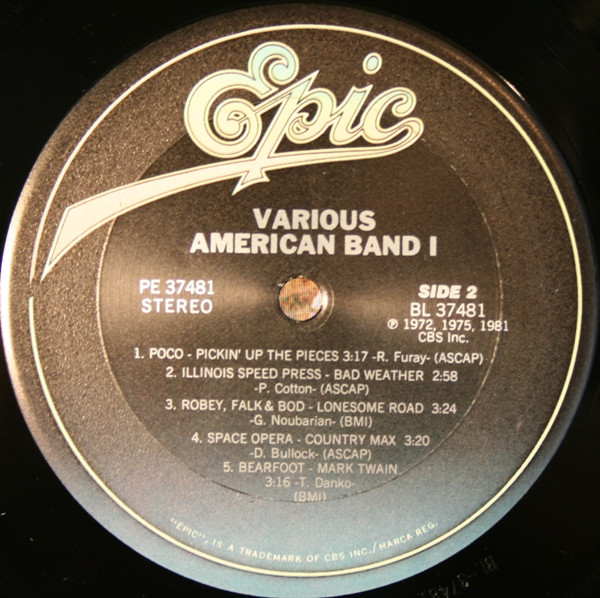 Epic
VARIOUS
AMERICAN BAND I
PE 37481
STEREO
SIDE 2
BL 37481
℗ 1972, 1975, 1981
CBS Inc.
1. POCO - PICKIN' UP THE PIECES 3:17 -R. Furay- (ASCAP)
2. ILLINOIS SPEED PRESS - BAD WEATHER 2:58
-P. Cotton- (ASCAP)
3. ROBEY, FALK & BOD - LONESOME ROAD 3:24
-G. Noubarian- (BMI)
4. SPACE OPERA - COUNTRY MAX 3:20
-D. Bullock- (ASCAP)
5. BEARFOOT - MARK TWAIN
3:16 -T. Danko-
(BMI)
"EPIC", IS A TRADEMARK OF CBS INC./MARCA REG.